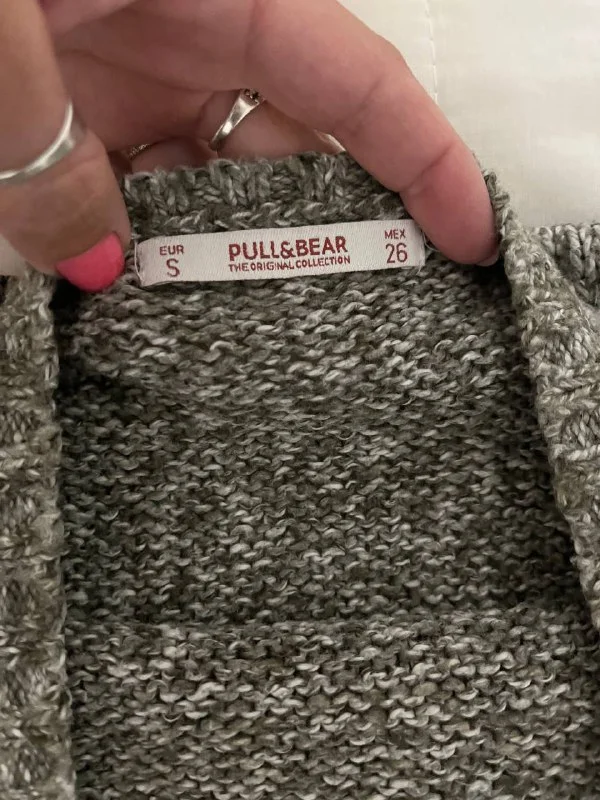 EUR
S
PULL&BEAR
THE ORIGINAL COLLECTION
MEX
26